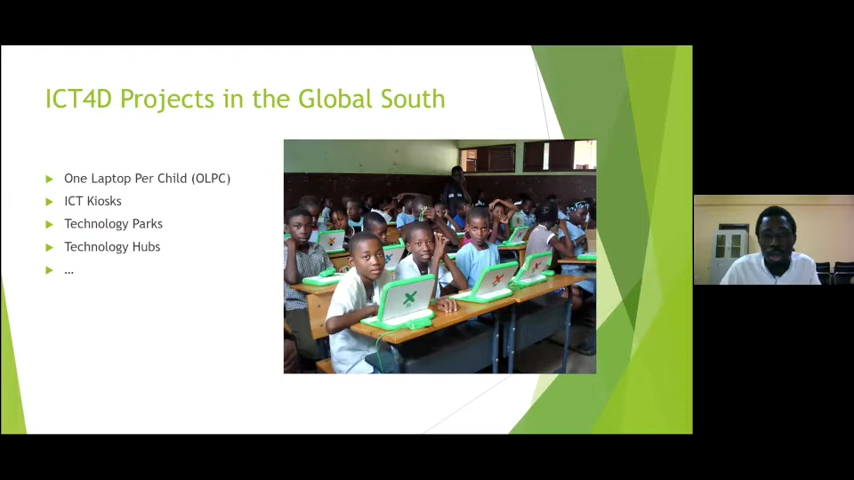 ICT4D Projects in the Global South
One Laptop Per Child (OLPC)
ICT Kiosks
Technology Parks
Technology Hubs
...